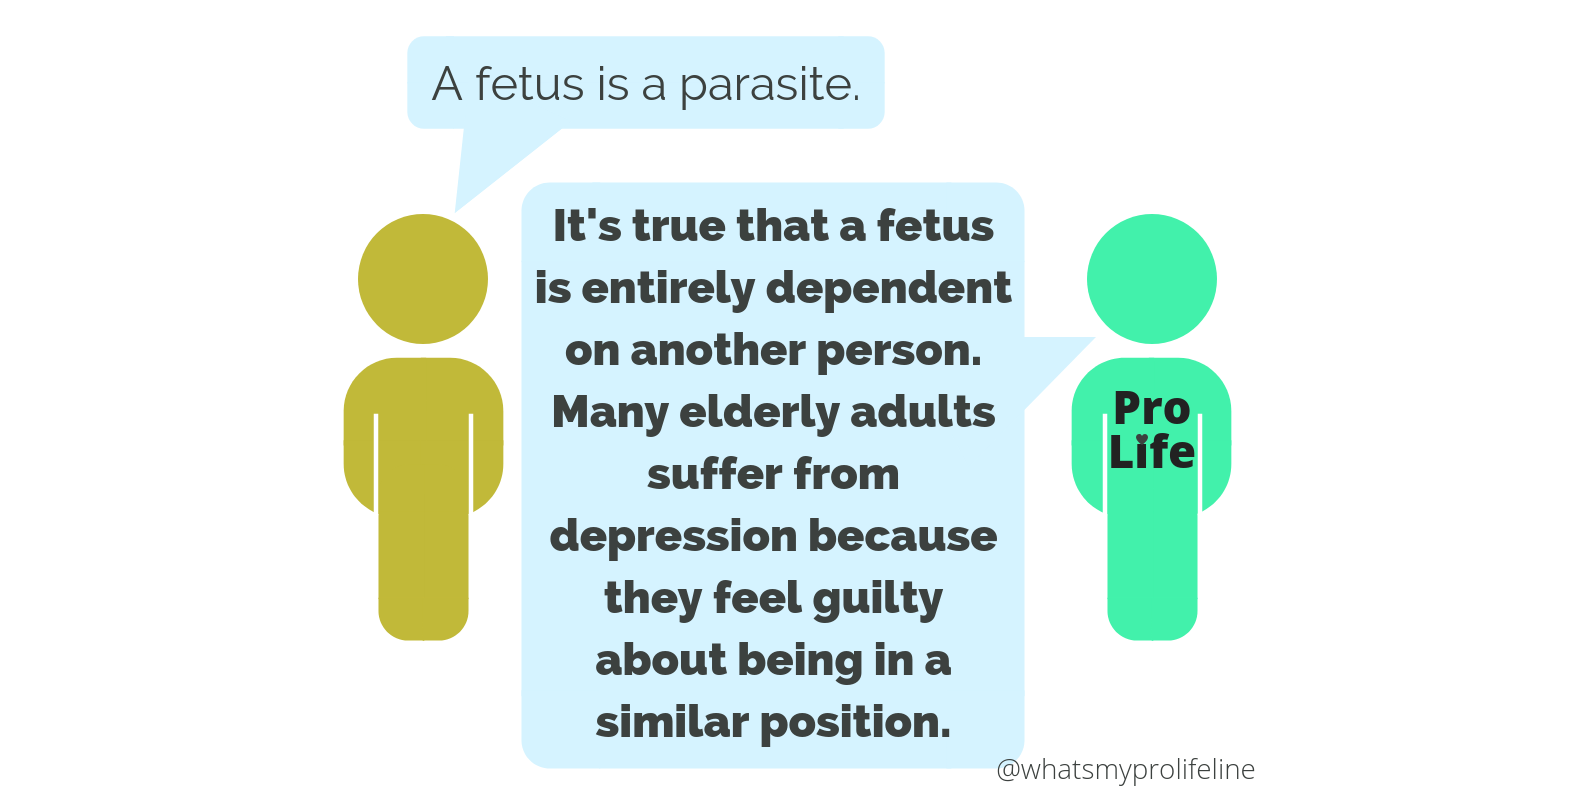 A fetus is a parasite.
It's true that a fetus
is entirely dependent
on another person.
Many elderly adults
suffer from
depression because
they feel guilty
about being in a
similar position.
Pro
Life
@whatsmyprolifeline